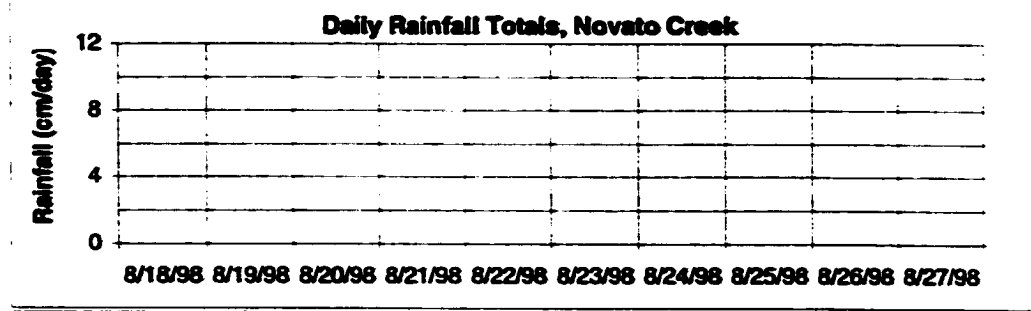 Daily Rainfall Totals, Novato Creek
Rainfall (cm/day)
12
8
4
0
8/18/98 8/19/98 8/20/98 8/21/98 8/22/98 8/23/98 8/24/98 8/25/98 8/26/98 8/27/98